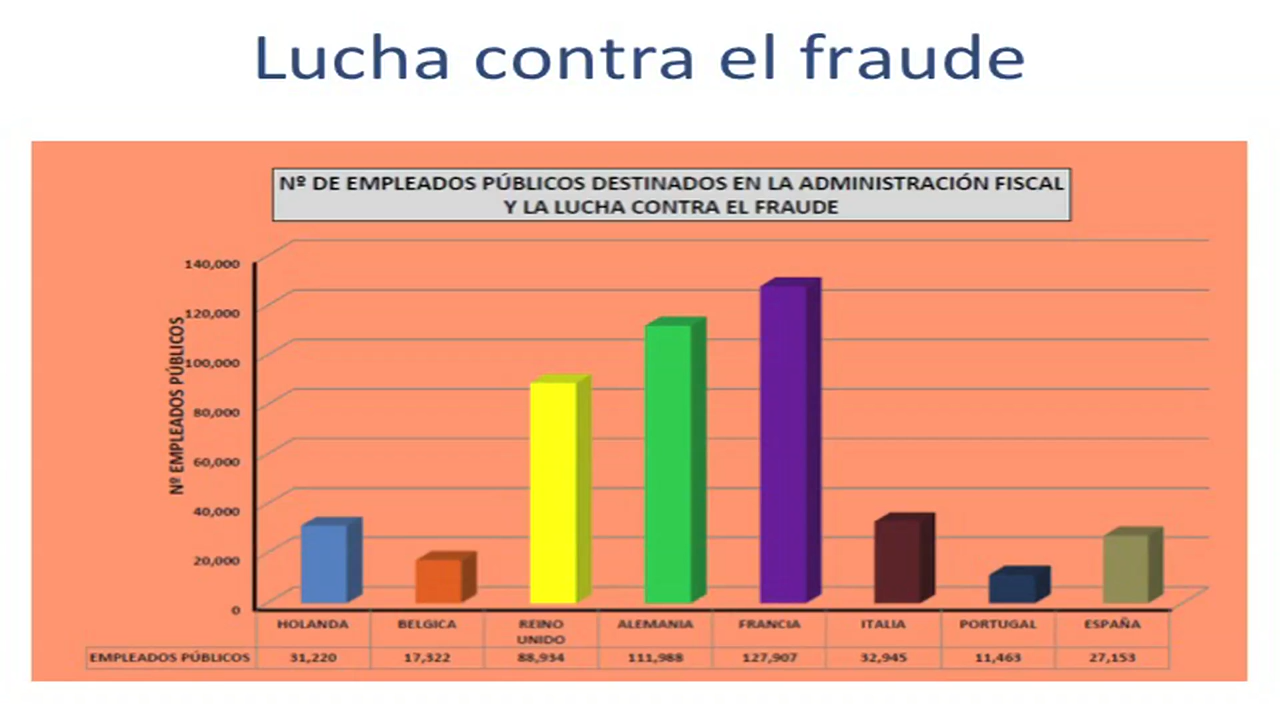 Lucha contra el fraude
Nº DE EMPLEADOS PÚBLICOS DESTINADOS EN LA ADMINISTRACIÓN FISCAL
Y LA LUCHA CONTRA EL FRAUDE
Nº EMPLEADOS PÚBLICOS
140,000
120,000
100,000
80,000
60,000
40,000
20,000
0
HOLANDA BELGICA REINO UNIDO ALEMANIA FRANCIA ITALIA PORTUGAL ESPAÑA
EMPLEADOS PÚBLICOS 31,220 17,322 88,934 111,988 127,907 32,945 11,463 27,153